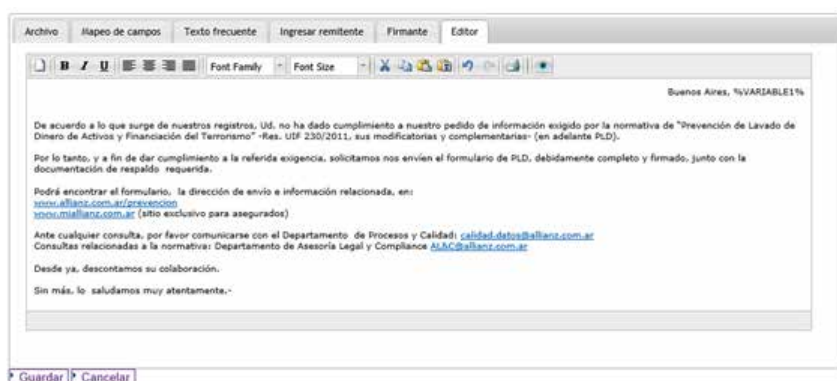 Archivo Mapeo de campos Texto frecuente Ingresar remitente Firmante Editor
B I U Font Family Font Size
Buenos Aires, %VARIABLE1%
De acuerdo a lo que surge de nuestros registros, Ud. no ha dado cumplimiento a nuestro pedido de información exigido por la normativa de "Prevención de Lavado de
Dinero de Activos y Financiación del Terrorismo" -Res. UIF 230/2011, sus modificatorias y complementarias- (en adelante PLD).
Por lo tanto, y a fin de dar cumplimiento a la referida exigencia, solicitamos nos envíen el formulario de PLD, debidamente completo y firmado, junto con la
documentación de respaldo requerida.
Podrá encontrar el formulario, la dirección de envío e información relacionada, en:
www.allianz.com.ar/prevencion
www.miallianz.com.ar (sitio exclusivo para asegurados)
Ante cualquier consulta, por favor comunicarse con el Departamento de Procesos y Calidad: calidad.datos@allianz.com.ar
Consultas relacionadas a la normativa: Departamento de Asesoría Legal y Compliance AL&C@allianz.com.ar
Desde ya, descontamos su colaboración.
Sin más, lo saludamos muy atentamente.-
Guardar Cancelar